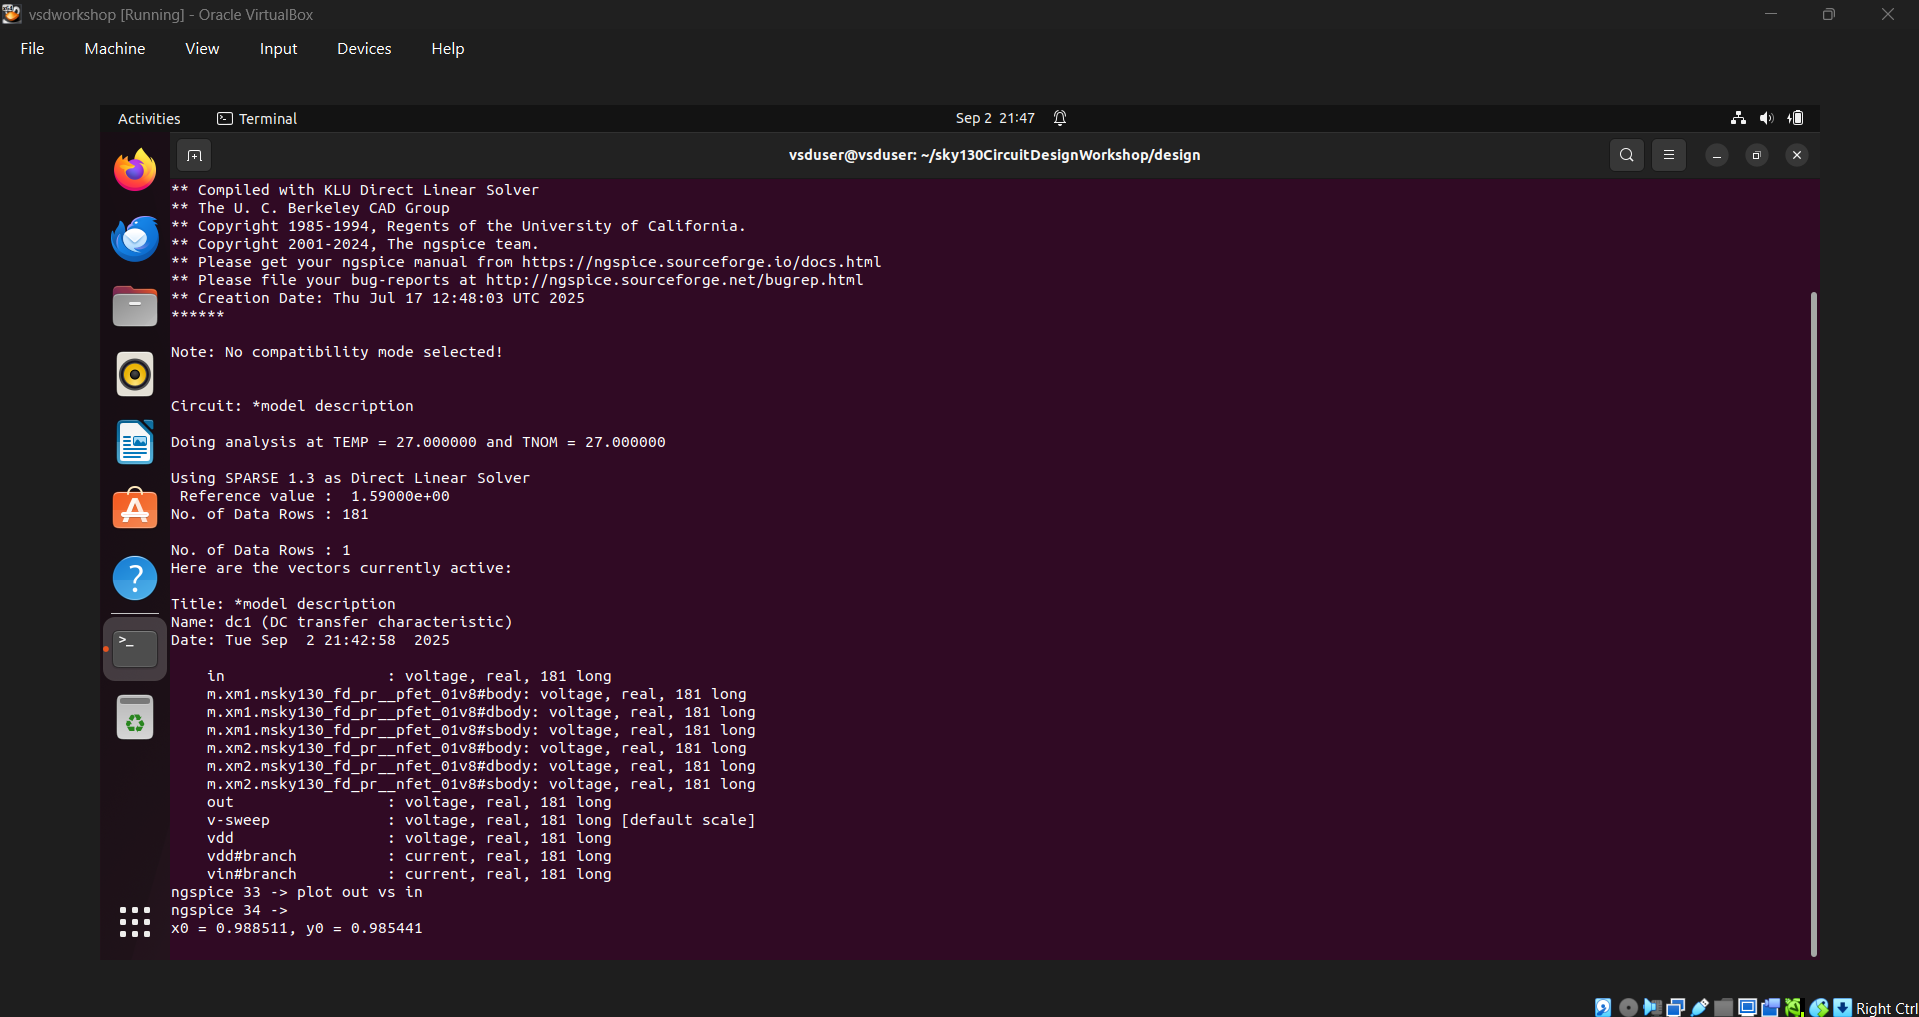 vsdworkshop [Running] - Oracle VirtualBox
File Machine View Input Devices Help
Activities Terminal Sep 2 21:47
vsduser@vsduser: ~/sky130CircuitDesignWorkshop/design
** Compiled with KLU Direct Linear Solver
** The U. C. Berkeley CAD Group
** Copyright 1985-1994, Regents of the University of California.
** Copyright 2001-2024, The ngspice team.
** Please get your ngspice manual from https://ngspice.sourceforge.io/docs.html
** Please file your bug-reports at http://ngspice.sourceforge.net/bugrep.html
** Creation Date: Thu Jul 17 12:48:03 UTC 2025
******
Note: No compatibility mode selected!
Circuit: *model description
Doing analysis at TEMP = 27.000000 and TNOM = 27.000000
Using SPARSE 1.3 as Direct Linear Solver
Reference value : 1.59000e+00
No. of Data Rows : 181
No. of Data Rows : 1
Here are the vectors currently active:
Title: *model description
Name: dc1 (DC transfer characteristic)
Date: Tue Sep 2 21:42:58 2025
in : voltage, real, 181 long
m.xm1.msky130_fd_pr__pfet_01v8#body: voltage, real, 181 long
m.xm1.msky130_fd_pr__pfet_01v8#dbody: voltage, real, 181 long
m.xm1.msky130_fd_pr__pfet_01v8#sbody: voltage, real, 181 long
m.xm2.msky130_fd_pr__nfet_01v8#body: voltage, real, 181 long
m.xm2.msky130_fd_pr__nfet_01v8#dbody: voltage, real, 181 long
m.xm2.msky130_fd_pr__nfet_01v8#sbody: voltage, real, 181 long
out : voltage, real, 181 long
v-sweep : voltage, real, 181 long [default scale]
vdd : voltage, real, 181 long
vdd#branch : current, real, 181 long
vin#branch : current, real, 181 long
ngspice 33 -> plot out vs in
ngspice 34 ->
x0 = 0.988511, y0 = 0.985441
Right Ctrl